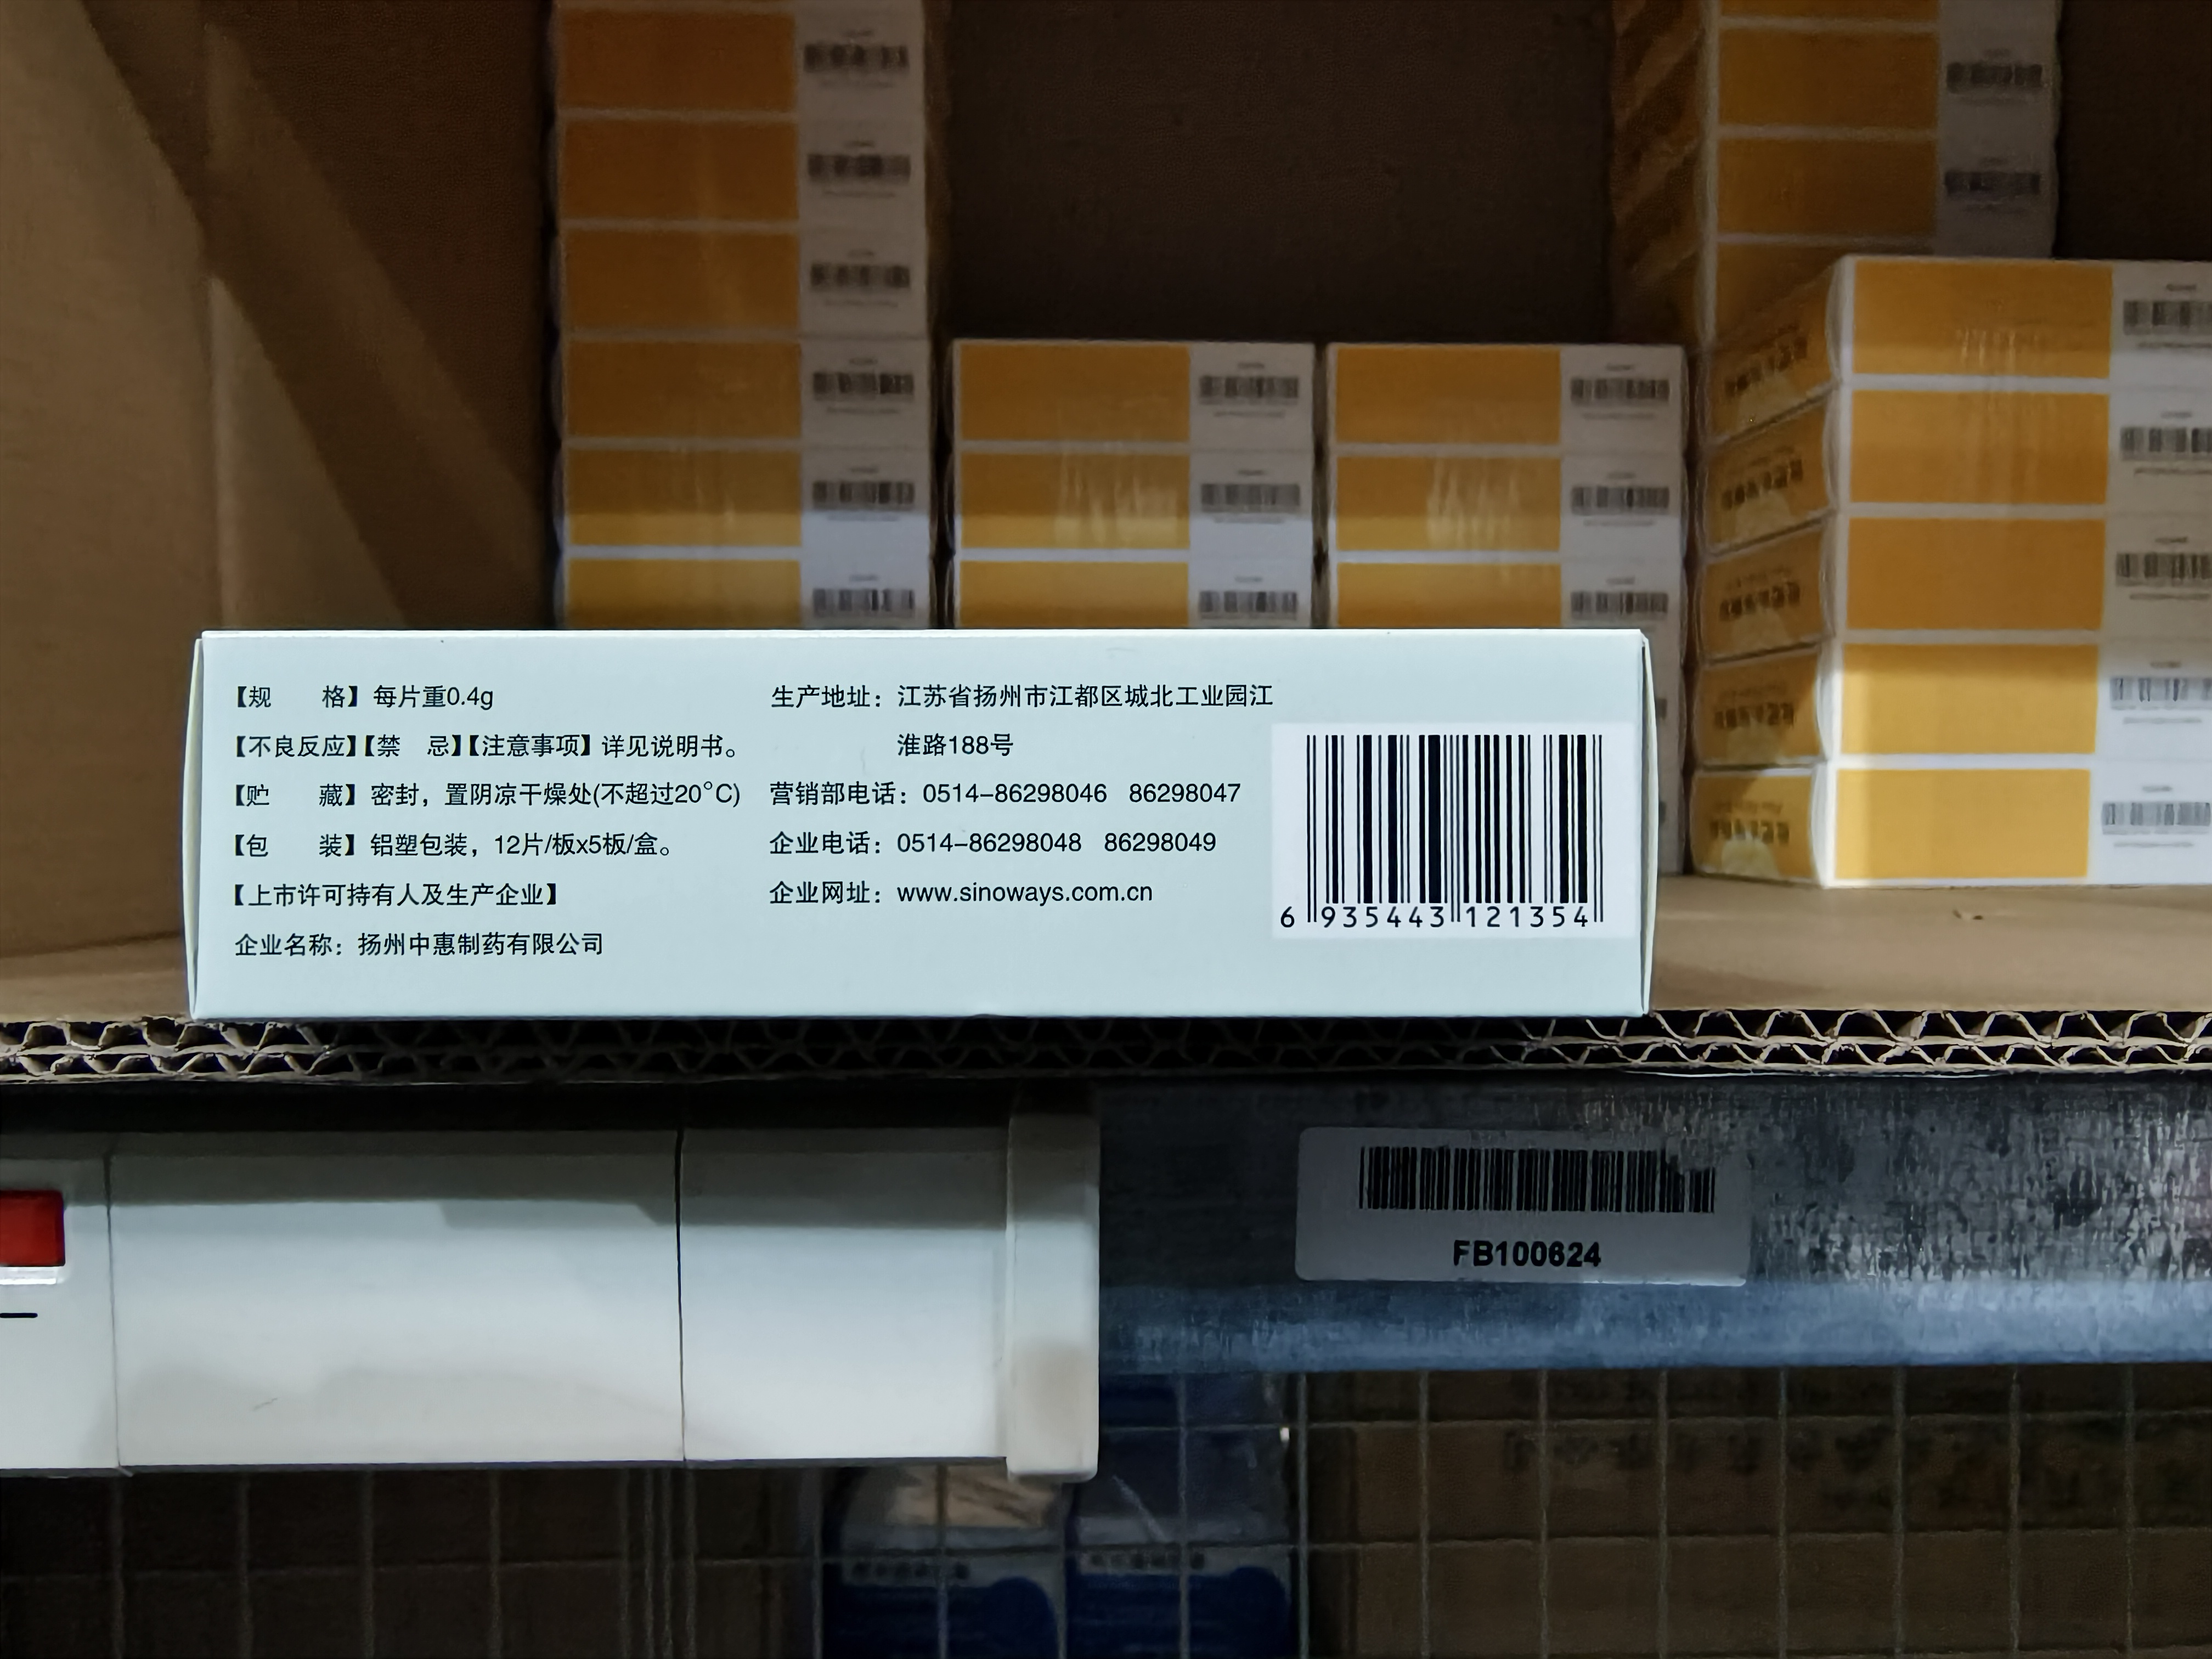 【规　　格】每片重0.4g
【不良反应】【禁　忌】【注意事项】详见说明书。
【贮　　藏】密封，置阴凉干燥处(不超过20°C)
【包　　装】铝塑包装，12片/板x5板/盒。
【上市许可持有人及生产企业】
企业名称：扬州中惠制药有限公司
生产地址：江苏省扬州市江都区城北工业园江
淮路188号
营销部电话：0514-86298046 86298047
企业电话：0514-86298048 86298049
企业网址：www.sinoways.com.cn
6 935443 121354
FB100624